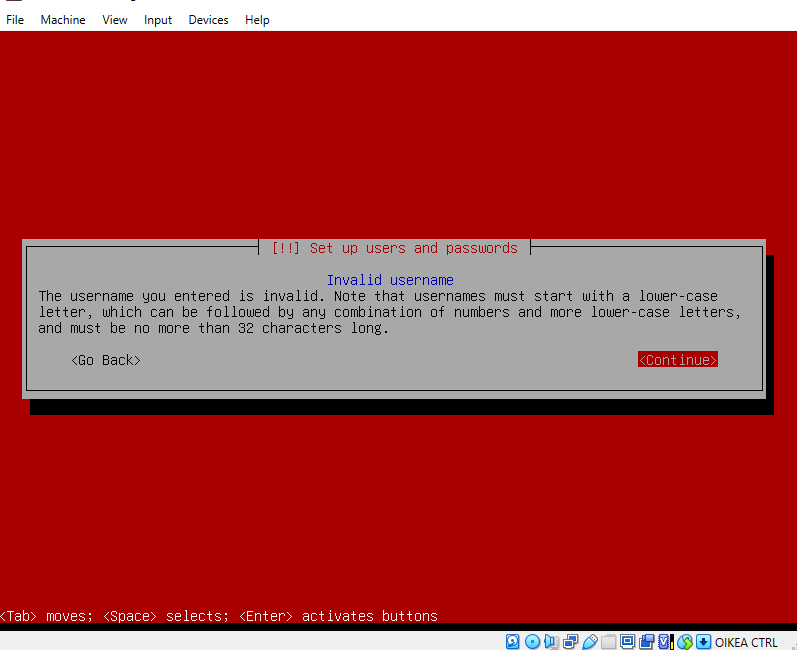 File Machine View Input Devices Help
[!!] Set up users and passwords
Invalid username
The username you entered is invalid. Note that usernames must start with a lower-case
letter, which can be followed by any combination of numbers and more lower-case letters,
and must be no more than 32 characters long.
<Go Back> <Continue>
<Tab> moves; <Space> selects; <Enter> activates buttons
OIKEA CTRL